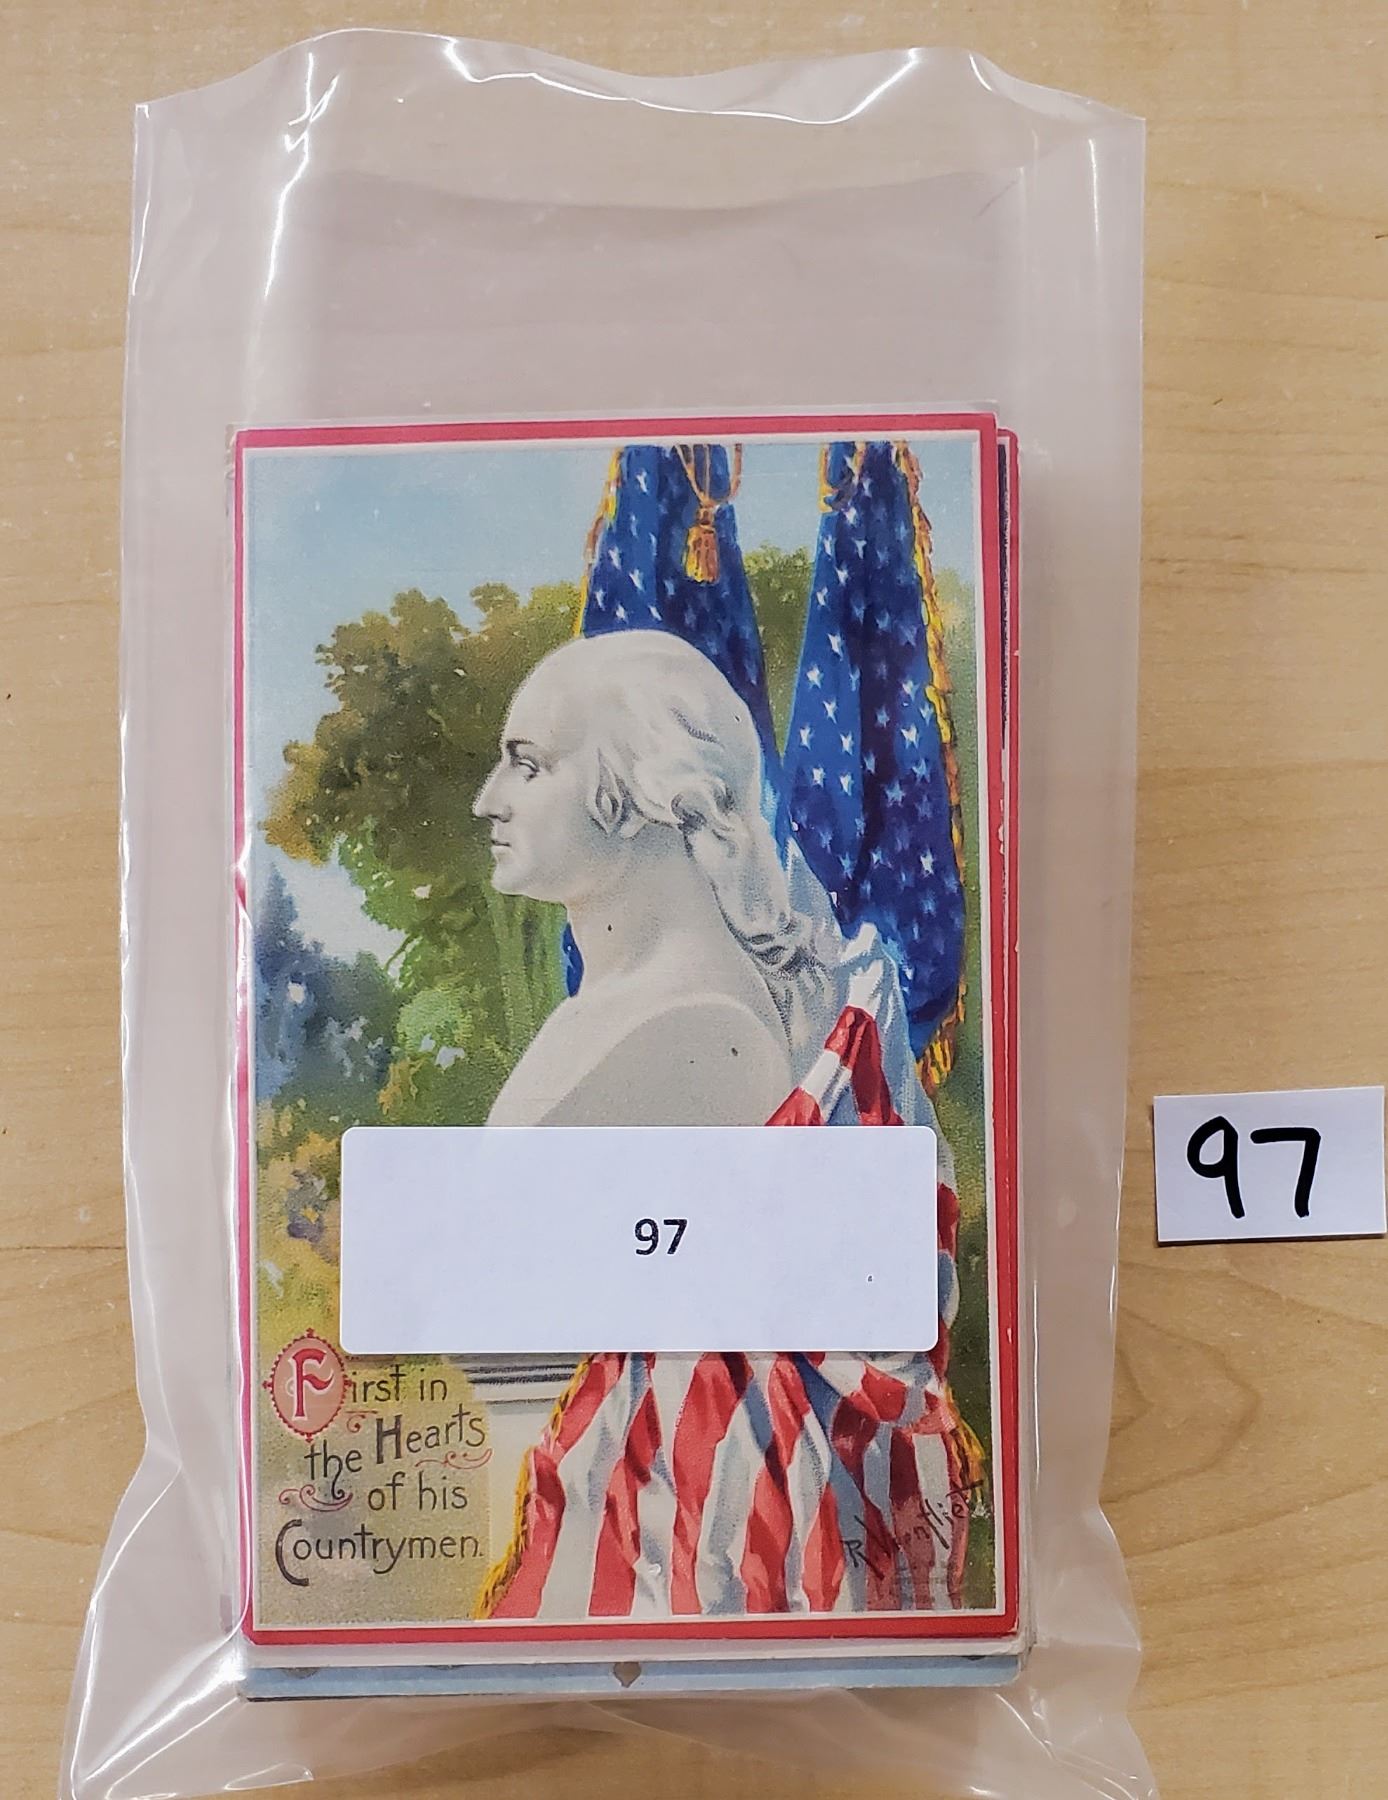 97
97
First in
the Hearts
of his
Countrymen.